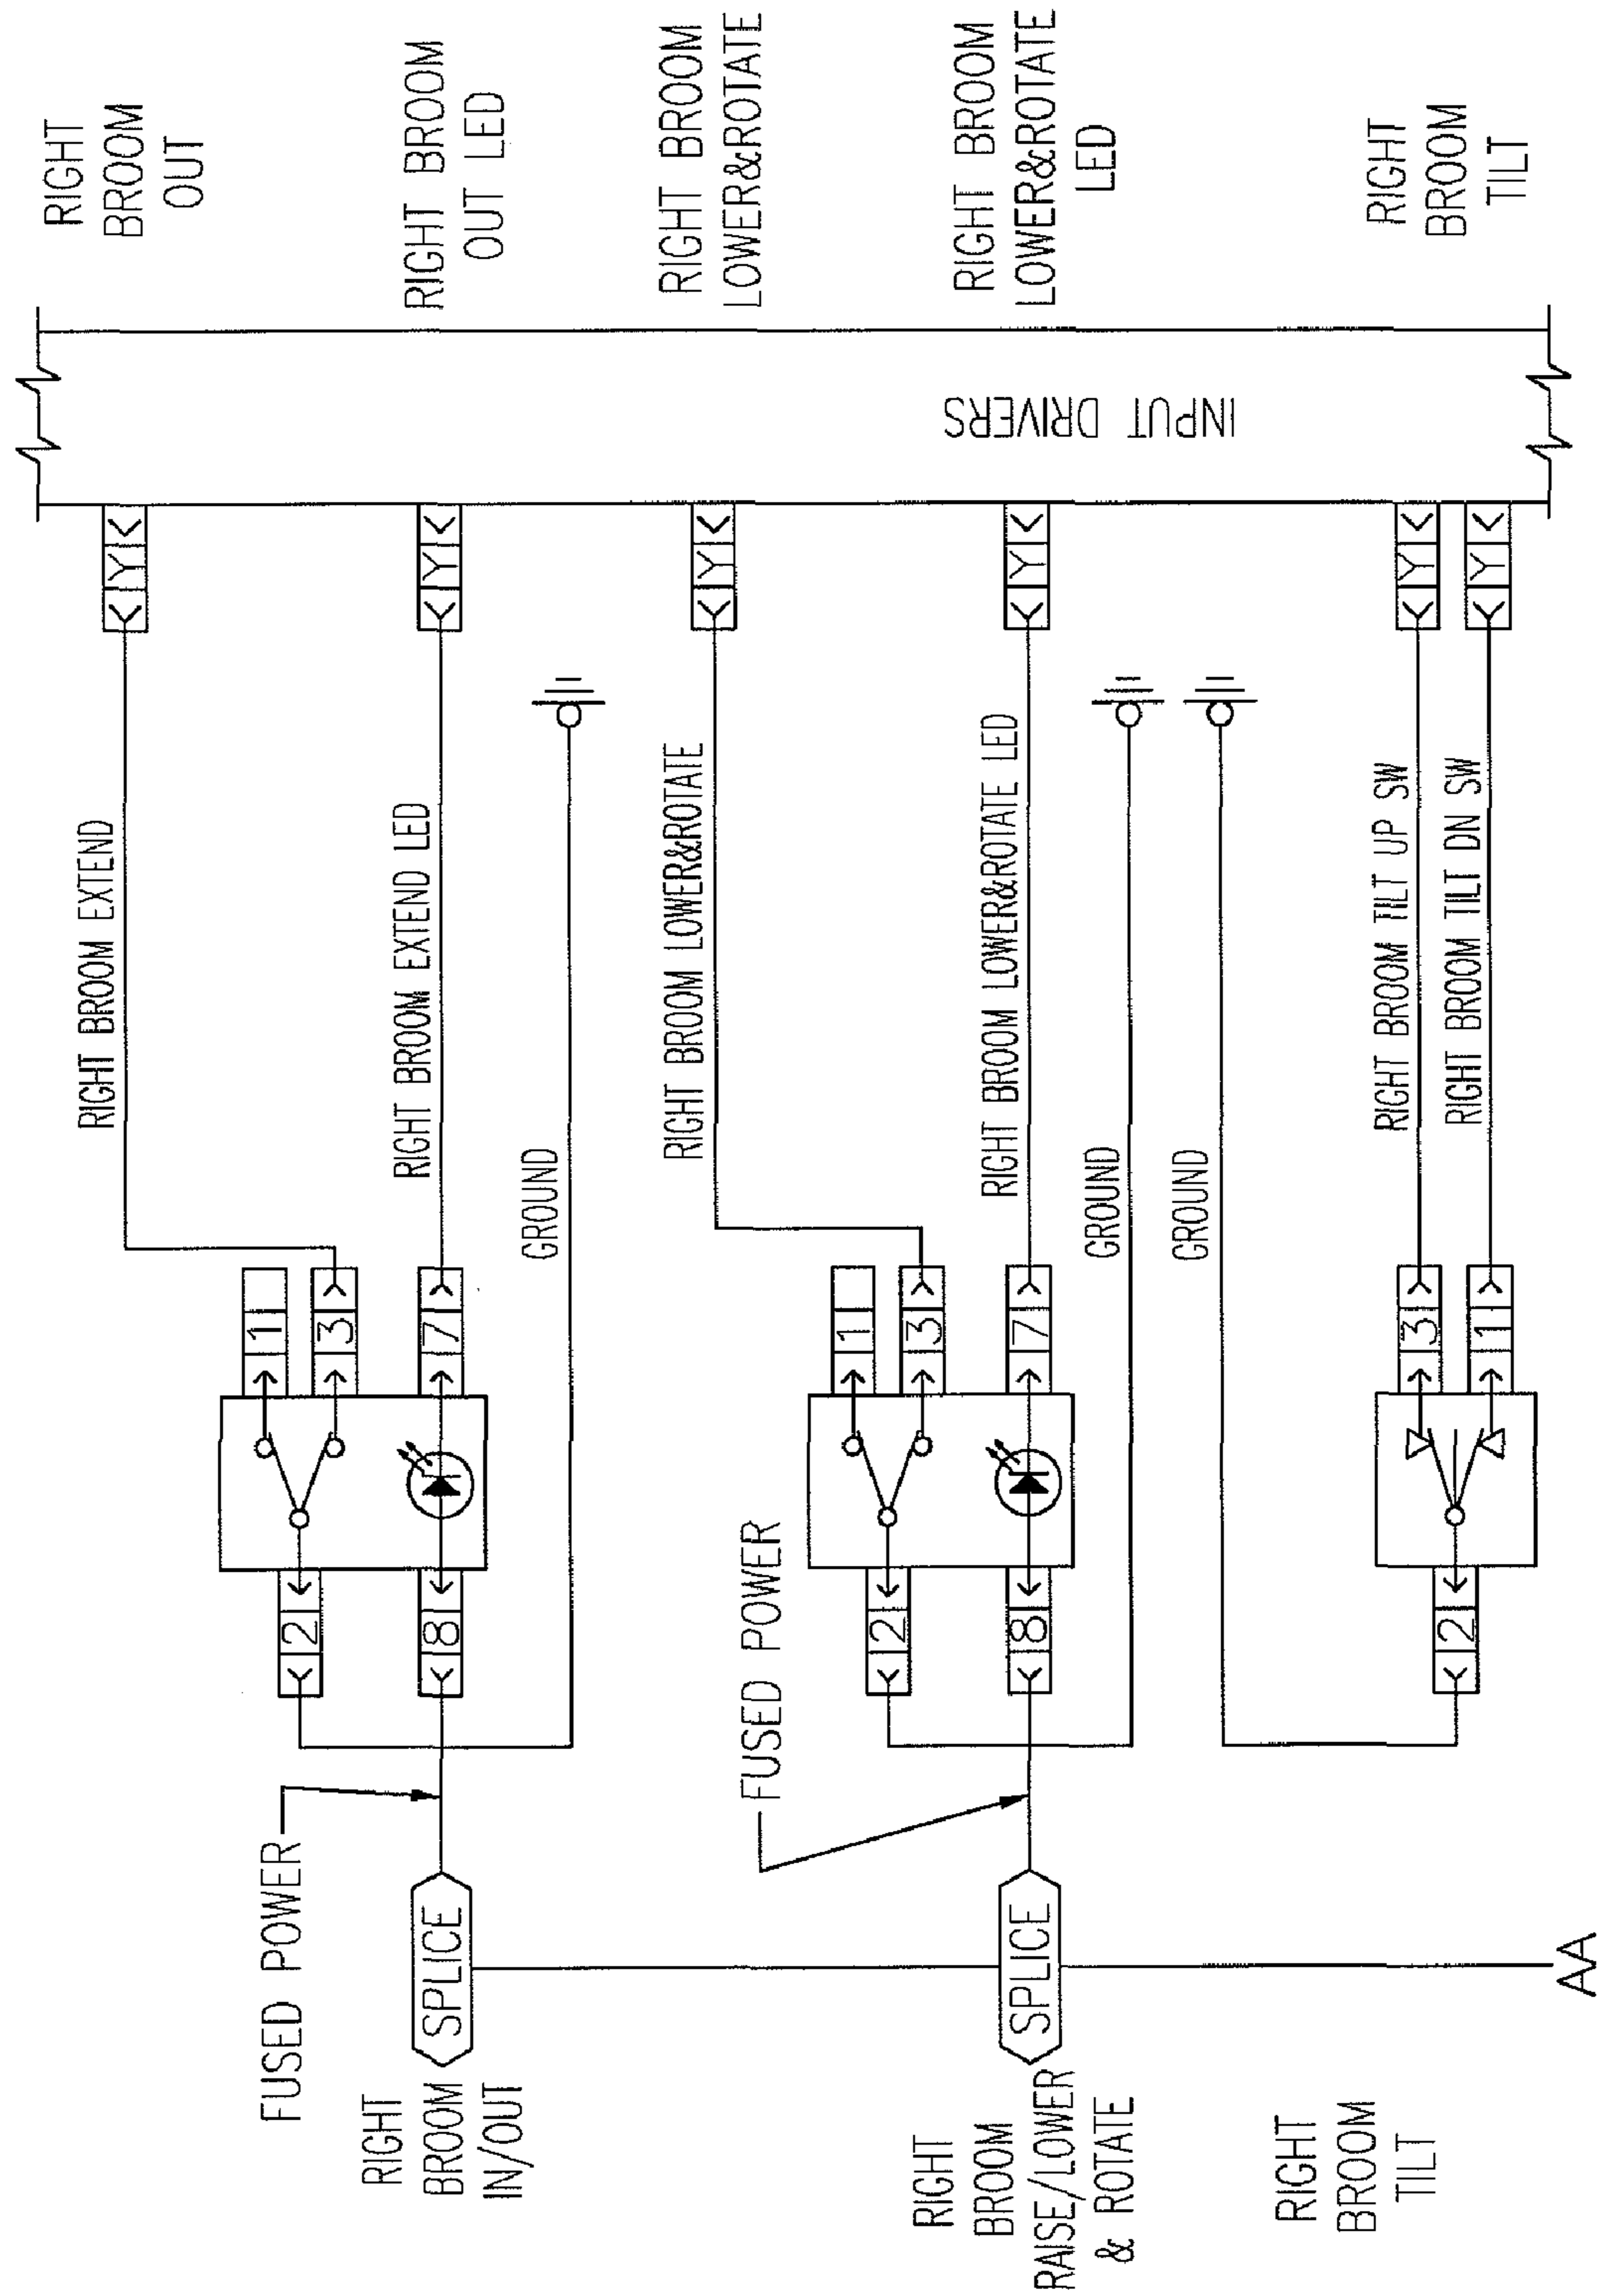 RIGHT
BROOM
OUT
RIGHT BROOM
OUT LED
RIGHT BROOM
LOWER&ROTATE
RIGHT BROOM
LOWER&ROTATE
LED
RIGHT
BROOM
TILT
INPUT DRIVERS
Y
Y
Y
Y
Y
Y
RIGHT BROOM EXTEND
RIGHT BROOM EXTEND LED
GROUND
RIGHT BROOM LOWER&ROTATE
RIGHT BROOM LOWER&ROTATE LED
GROUND
GROUND
RIGHT BROOM TILT UP SW
RIGHT BROOM TILT DN SW
1
3
7
1
3
7
3
1
2
8
2
8
2
FUSED POWER
FUSED POWER
SPLICE
SPLICE
AA
RIGHT
BROOM
IN/OUT
RIGHT
BROOM
RAISE/LOWER
& ROTATE
RIGHT
BROOM
TILT